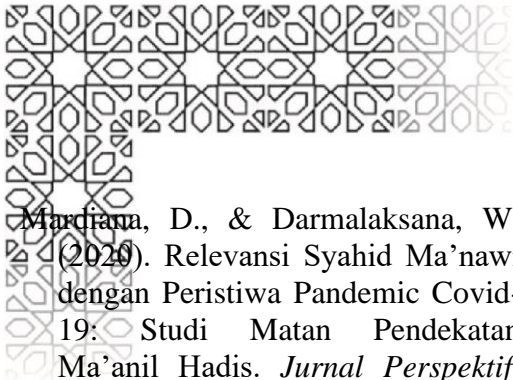 Mardiana, D., & Darmalaksana, W
(2020). Relevansi Syahid Ma’nawi
dengan Peristiwa Pandemic Covid-
19: Studi Matan Pendekatan
Ma’anil Hadis. Jurnal Perspektif,